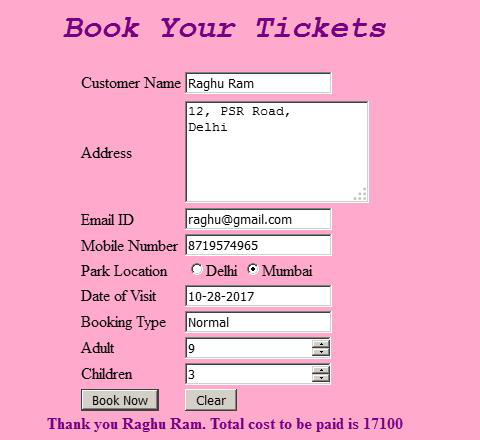 Book Your Tickets
Customer Name Raghu Ram
Address 12, PSR Road,
Delhi
Email ID raghu@gmail.com
Mobile Number 8719574965
Park Location Delhi Mumbai
Date of Visit 10-28-2017
Booking Type Normal
Adult 9
Children 3
Book Now Clear
Thank you Raghu Ram. Total cost to be paid is 17100